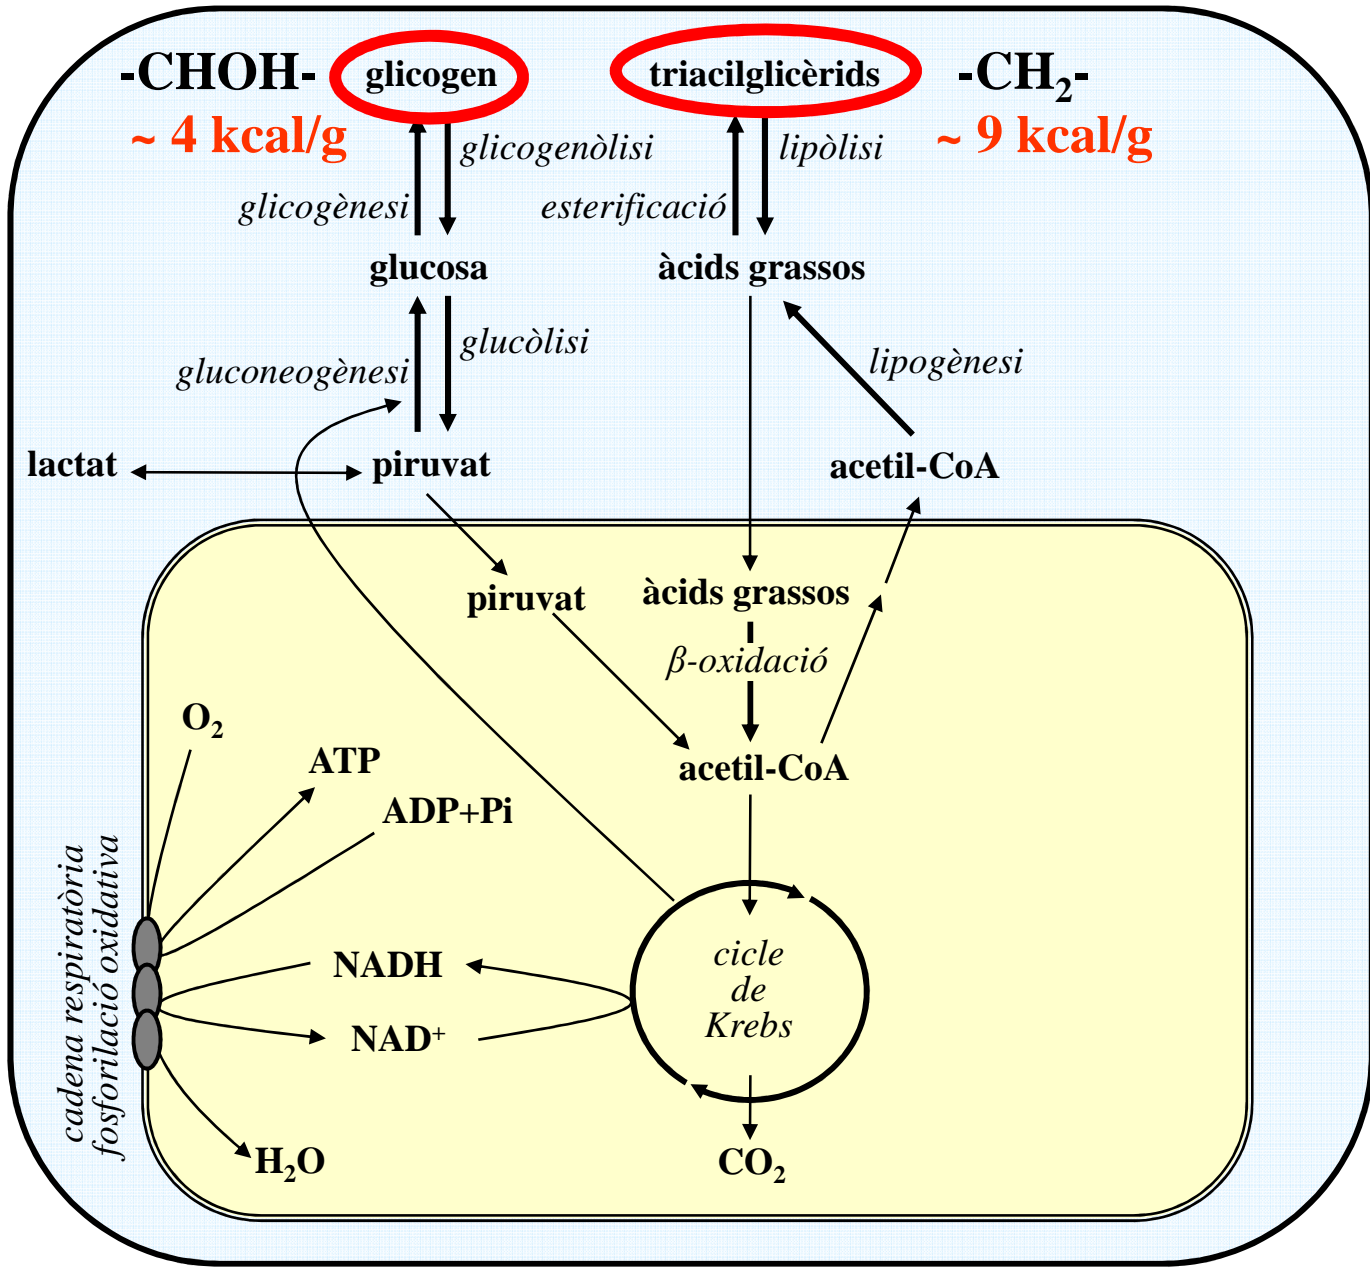 -CHOH-
glicogen
triacilglicèrids
-CH₂-
~ 4 kcal/g
~ 9 kcal/g
glicogenòlisi
lipòlisi
glicogènesi
esterificació
glucosa
àcids grassos
glucòlisi
gluconeogènesi
lipogènesi
lactat
piruvat
acetil-CoA
piruvat
àcids grassos
β-oxidació
O₂
ATP
acetil-CoA
ADP+Pi
cadena respiratòria
fosforilació oxidativa
NADH
cicle
de
Krebs
NAD⁺
H₂O
CO₂